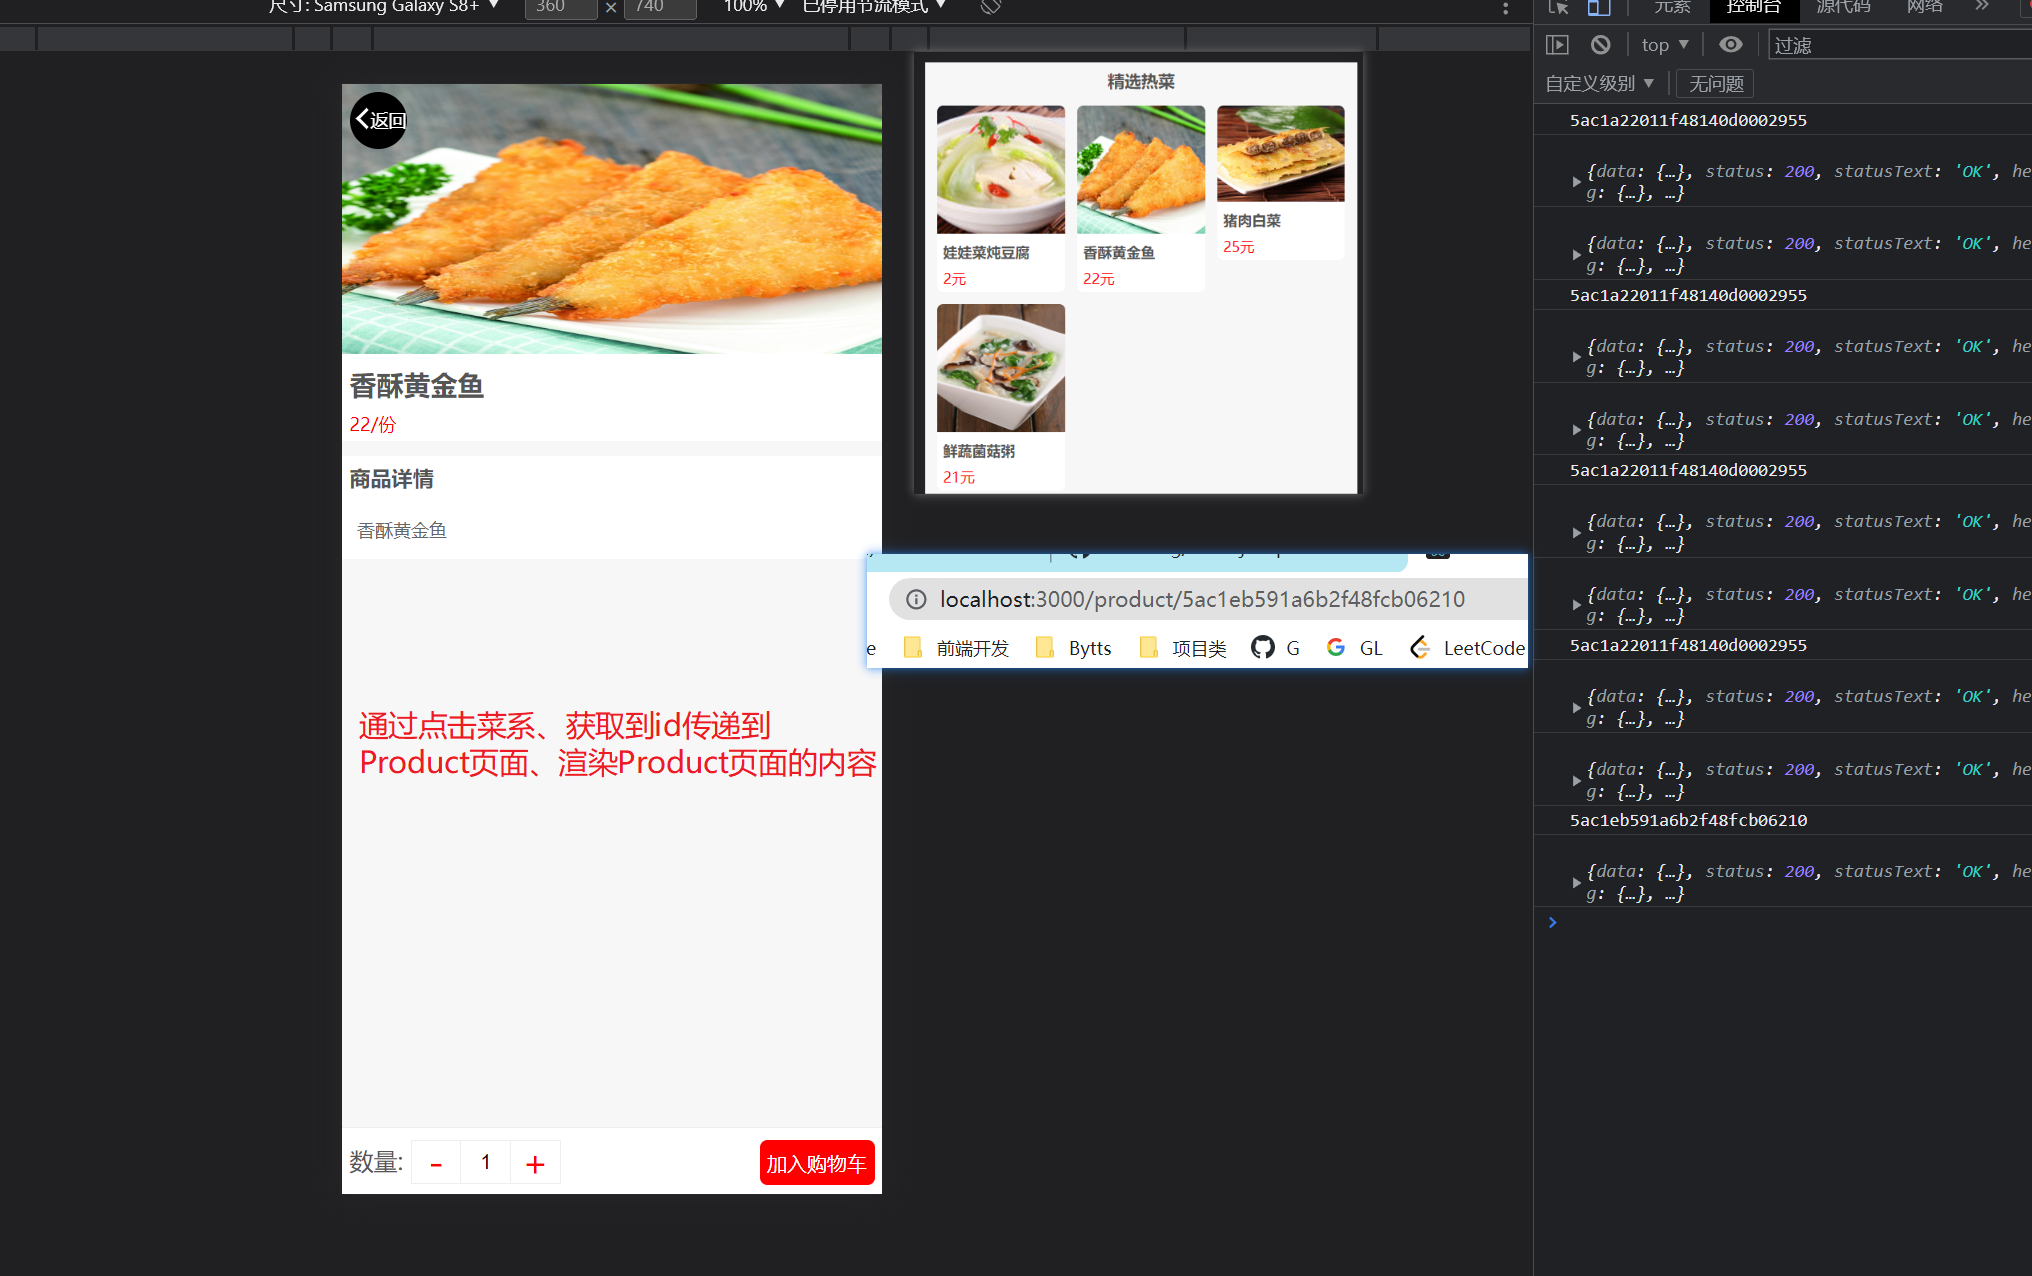 尺寸: Samsung Galaxy S8+ ▼ 360 × 740 100% ▼ 已停用节流模式 ▼
元素 控制台 源代码 网络 »
top ▼ 过滤
自定义级别 ▼ 无问题
返回
香酥黄金鱼
22/份
商品详情
香酥黄金鱼
通过点击菜系、获取到id传递到
Product页面、渲染Product页面的内容
数量: - 1 + 加入购物车
精选热菜
娃娃菜炖豆腐
2元
香酥黄金鱼
22元
猪肉白菜
25元
鲜蔬菌菇粥
21元
localhost:3000/product/5ac1eb591a6b2f48fcb06210
e 前端开发 Bytts 项目类 G GL LeetCode
5ac1a22011f48140d0002955
{data: {…}, status: 200, statusText: 'OK', he
g: {…}, …}
{data: {…}, status: 200, statusText: 'OK', he
g: {…}, …}
5ac1a22011f48140d0002955
{data: {…}, status: 200, statusText: 'OK', he
g: {…}, …}
{data: {…}, status: 200, statusText: 'OK', he
g: {…}, …}
5ac1a22011f48140d0002955
{data: {…}, status: 200, statusText: 'OK', he
g: {…}, …}
{data: {…}, status: 200, statusText: 'OK', he
g: {…}, …}
5ac1a22011f48140d0002955
{data: {…}, status: 200, statusText: 'OK', he
g: {…}, …}
{data: {…}, status: 200, statusText: 'OK', he
g: {…}, …}
5ac1eb591a6b2f48fcb06210
{data: {…}, status: 200, statusText: 'OK', he
g: {…}, …}